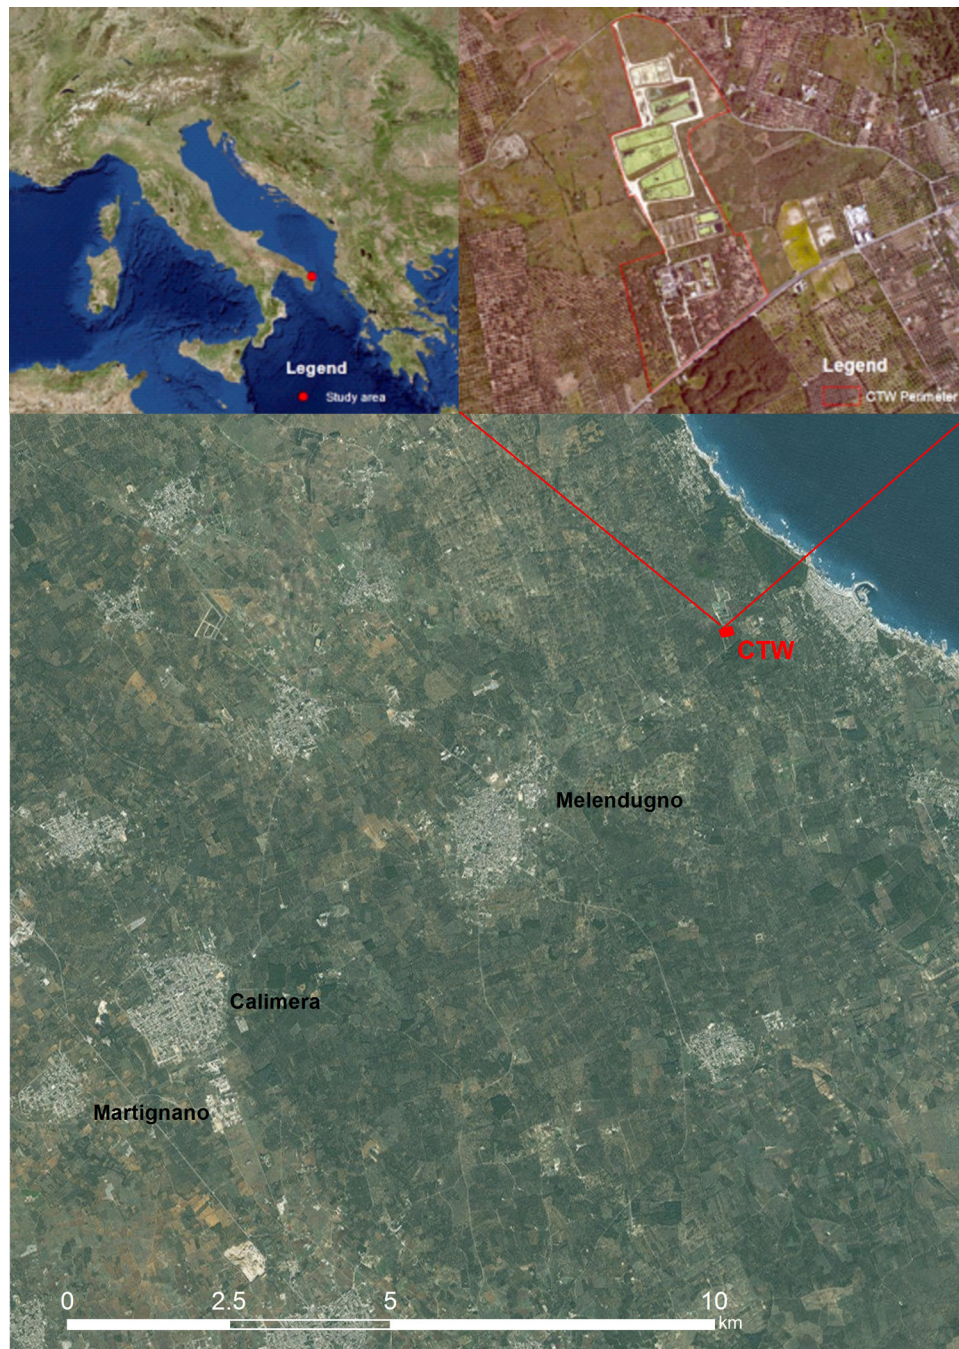 Legend
Study area
Legend
CTW Perimeter
CTW
Melendugno
Calimera
Martignano
0 2.5 5 10
km